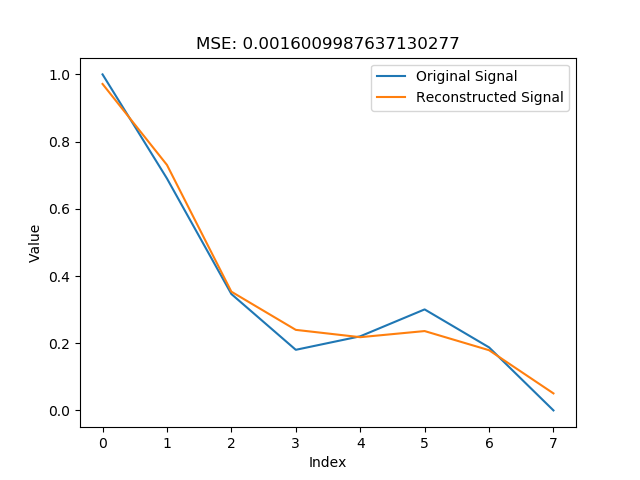 MSE: 0.0016009987637130277
Original Signal
Reconstructed Signal
Value
1.0
0.8
0.6
0.4
0.2
0.0
0 1 2 3 4 5 6 7
Index